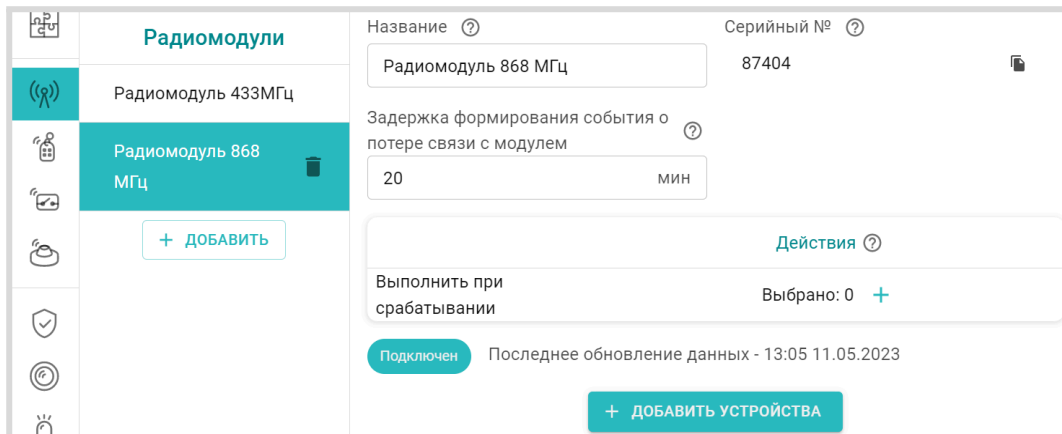 Радиомодули
Радиомодуль 433МГц
Радиомодуль 868
МГц
+ ДОБАВИТЬ
Название ?
Радиомодуль 868 МГц
Серийный № ?
87404
Задержка формирования события о
потере связи с модулем ?
20 мин
Действия ?
Выполнить при
срабатывании
Выбрано: 0 +
Подключен Последнее обновление данных - 13:05 11.05.2023
+ ДОБАВИТЬ УСТРОЙСТВА